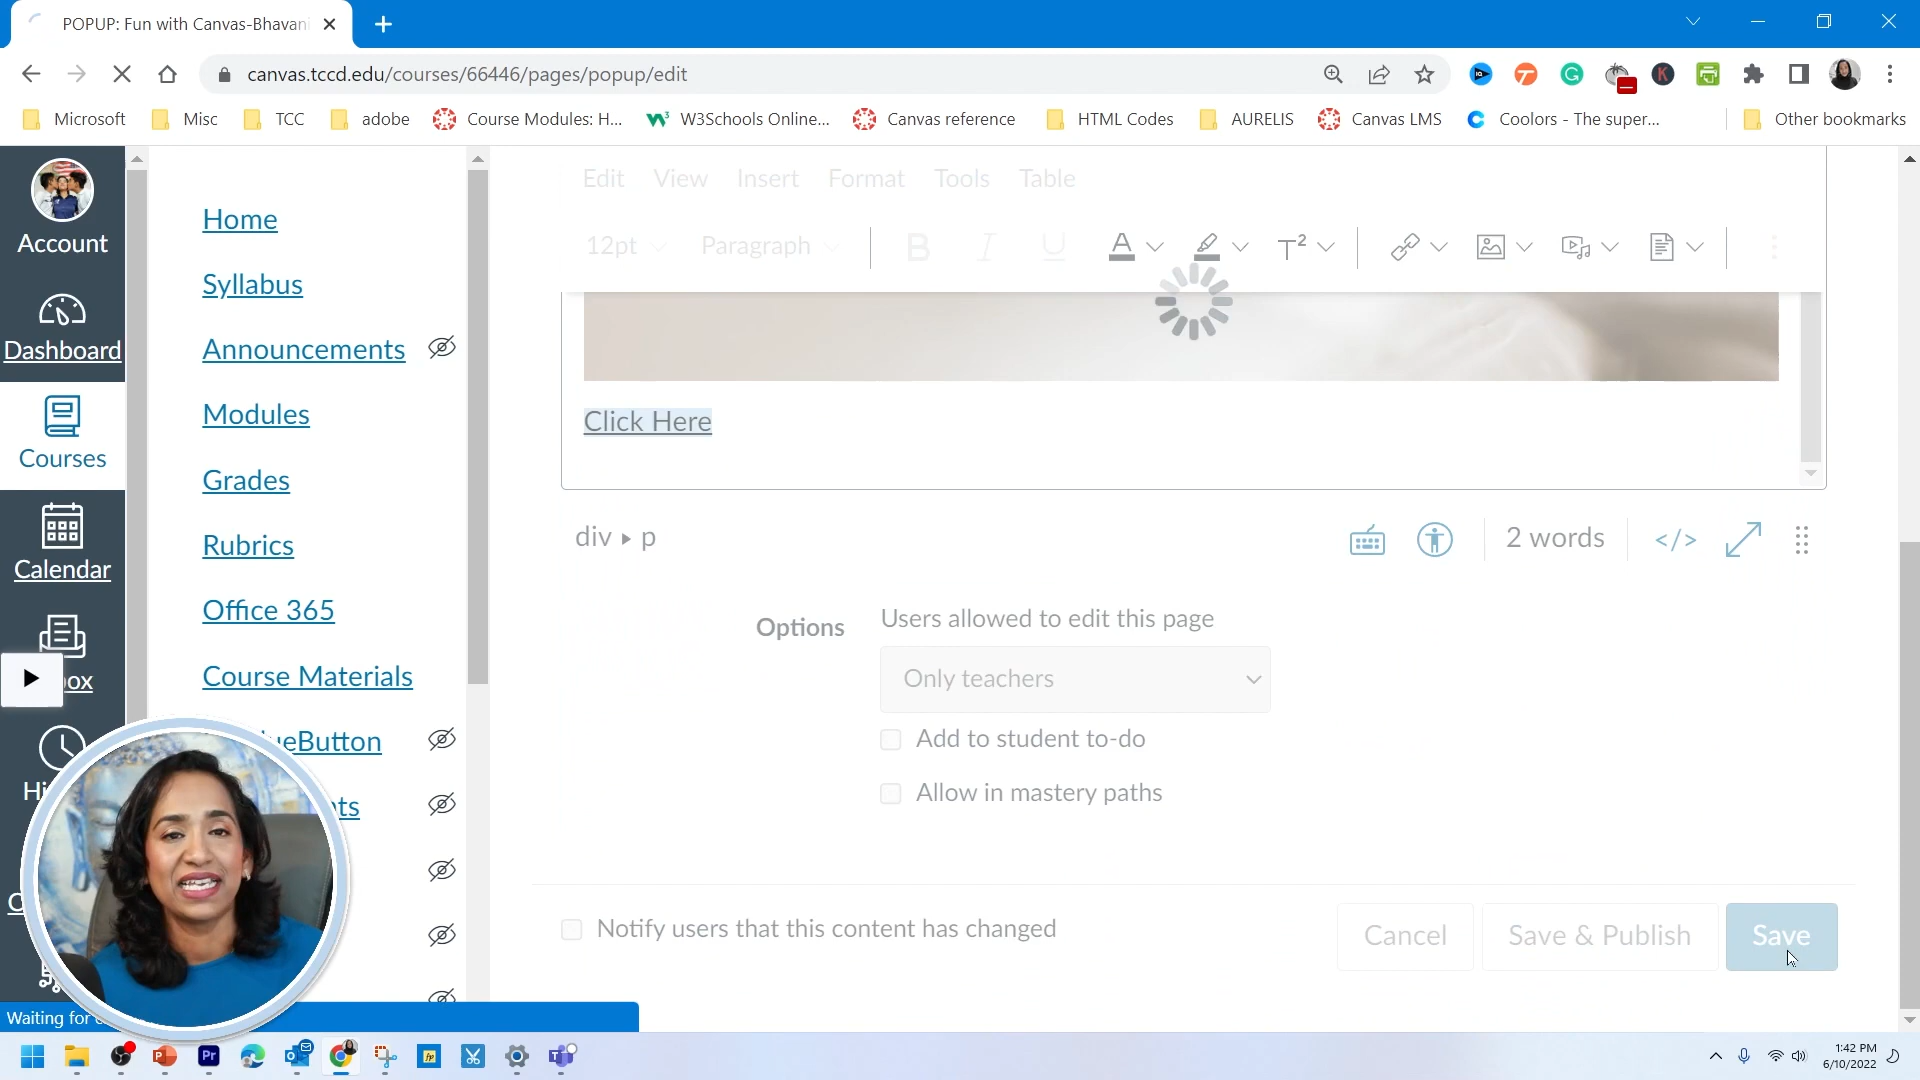 POPUP: Fun with Canvas-Bhavani
canvas.tccd.edu/courses/66446/pages/popup/edit
Microsoft
Misc
TCC
adobe
Course Modules: H...
W3Schools Online...
Canvas reference
HTML Codes
AURELIS
Canvas LMS
Coolors - The super...
Other bookmarks
Account
Dashboard
Courses
Calendar
Home
Syllabus
Announcements
Modules
Grades
Rubrics
Office 365
Course Materials
Edit View Insert Format Tools Table
12pt Paragraph B I U A T²
Click Here
div ▸ p
2 words </>
Options
Users allowed to edit this page
Only teachers
Add to student to-do
Allow in mastery paths
Notify users that this content has changed
Cancel
Save & Publish
Save
Waiting for
1:42 PM
6/10/2022